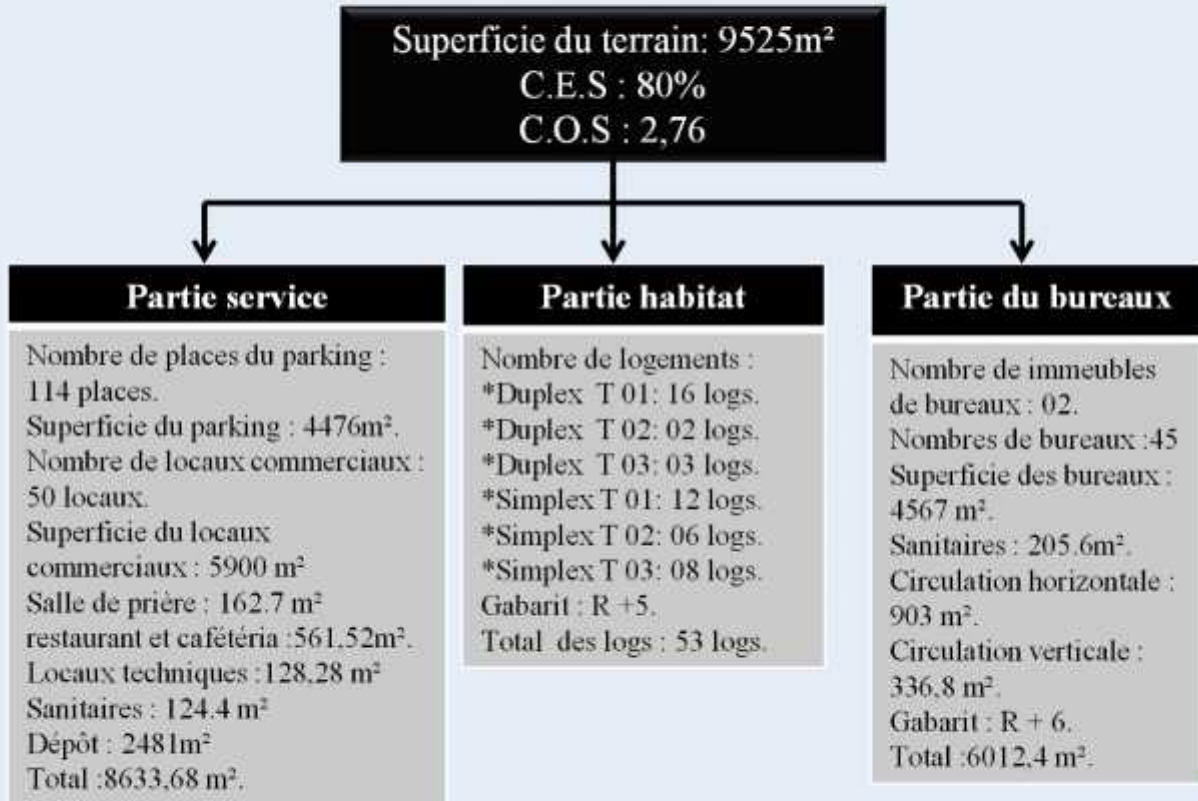 Superficie du terrain: 9525m²
C.E.S : 80%
C.O.S : 2,76
Partie service
Nombre de places du parking :
114 places.
Superficie du parking : 4476m².
Nombre de locaux commerciaux :
50 locaux.
Superficie du locaux
commerciaux : 5900 m²
Salle de prière : 162.7 m²
restaurant et cafétéria :561,52m².
Locaux techniques :128,28 m²
Sanitaires : 124.4 m²
Dépôt : 2481m²
Total :8633,68 m².
Partie habitat
Nombre de logements :
*Duplex T 01: 16 logs.
*Duplex T 02: 02 logs.
*Duplex T 03: 03 logs.
*Simplex T 01: 12 logs.
*Simplex T 02: 06 logs.
*Simplex T 03: 08 logs.
Gabarit : R +5.
Total des logs : 53 logs.
Partie du bureaux
Nombre de immeubles
de bureaux : 02.
Nombres de bureaux :45
Superficie des bureaux :
4567 m².
Sanitaires : 205.6m².
Circulation horizontale :
903 m².
Circulation verticale :
336,8 m².
Gabarit : R + 6.
Total :6012,4 m².